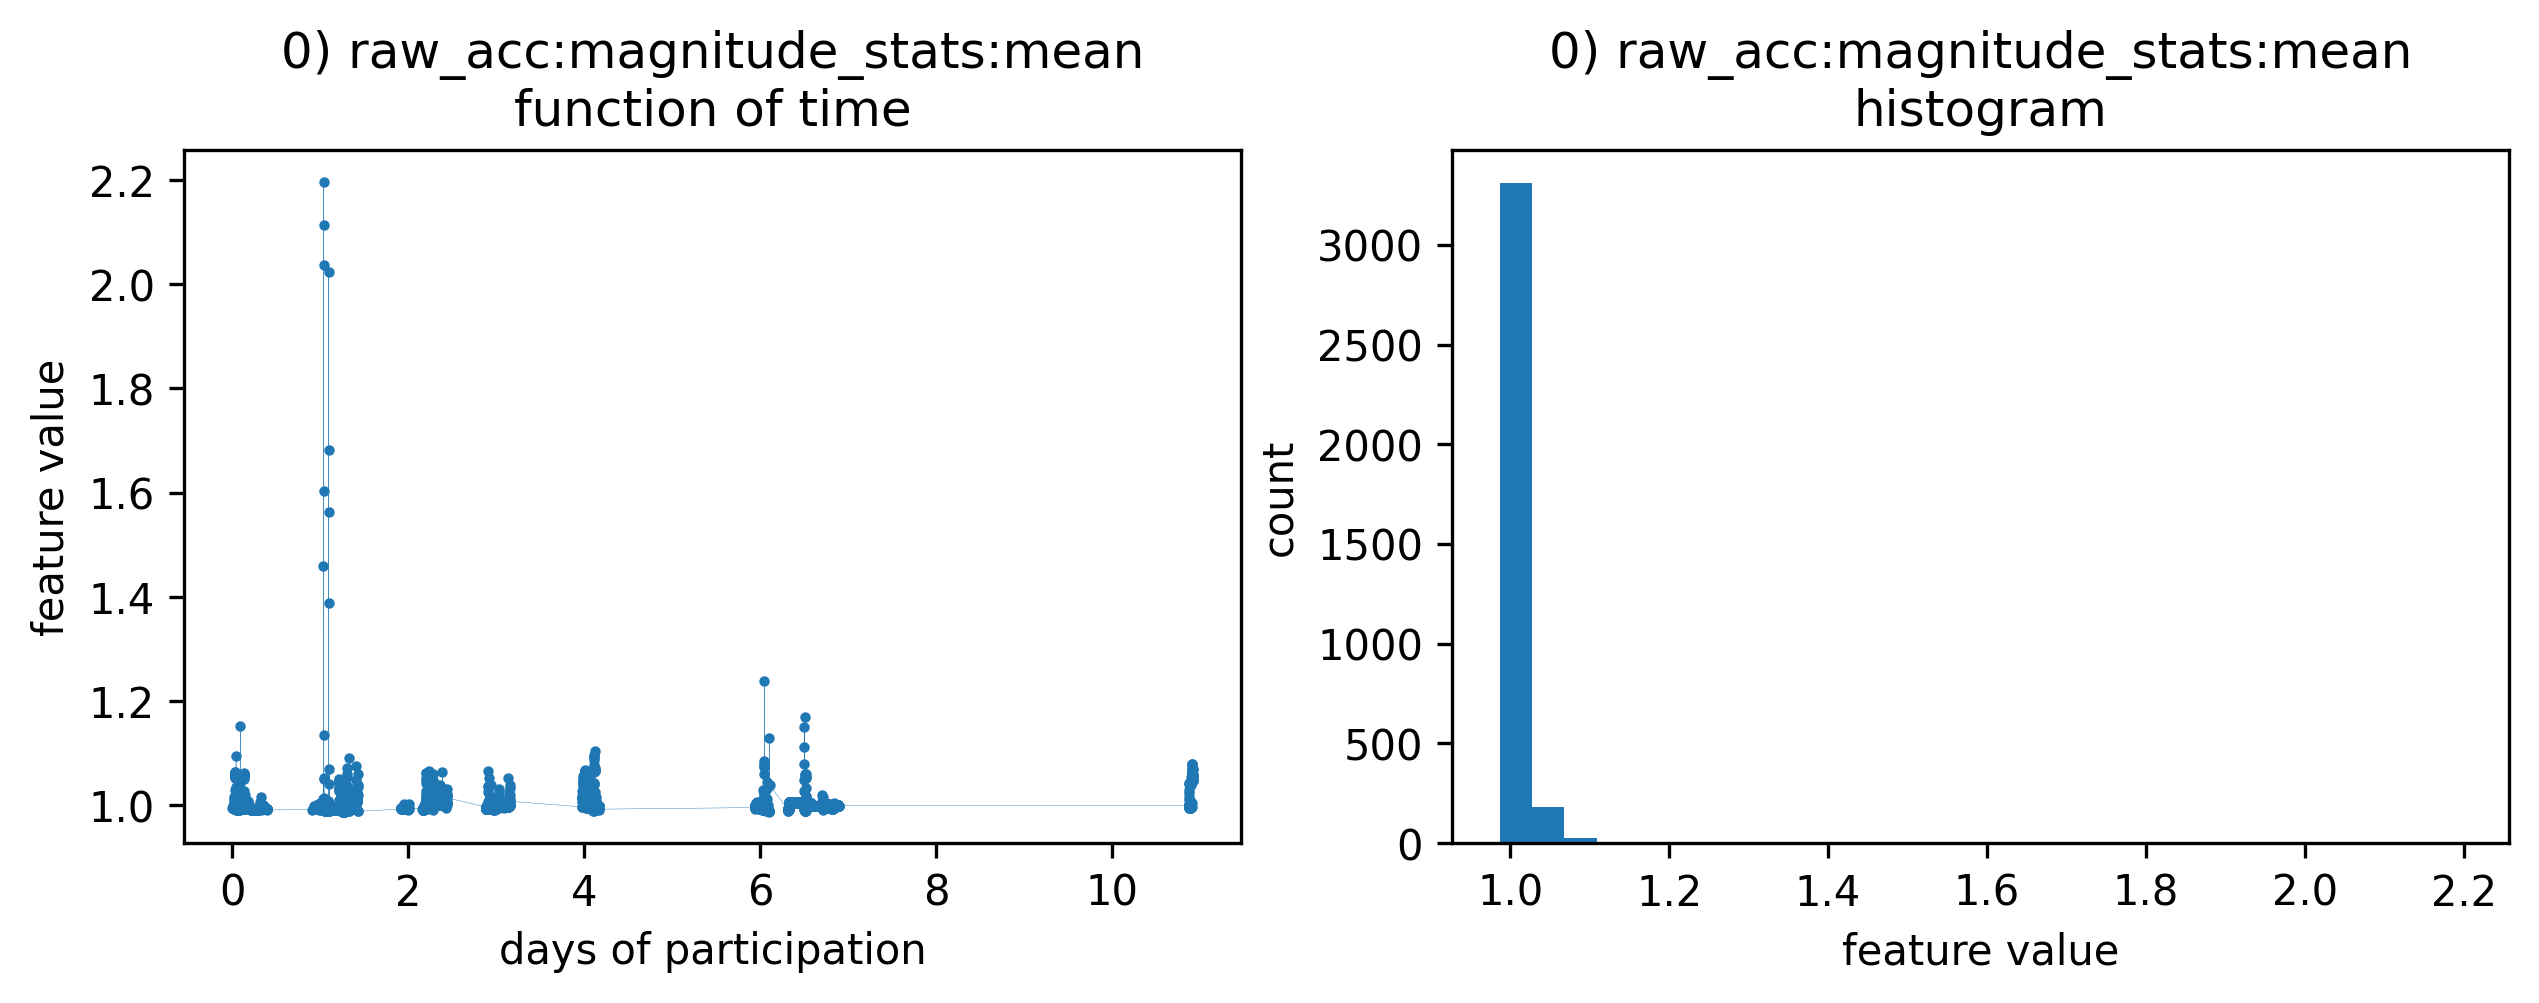 0) raw_acc:magnitude_stats:mean
function of time
feature value
2.2
2.0
1.8
1.6
1.4
1.2
1.0
0 2 4 6 8 10
days of participation
0) raw_acc:magnitude_stats:mean
histogram
count
3000
2500
2000
1500
1000
500
0
1.0 1.2 1.4 1.6 1.8 2.0 2.2
feature value